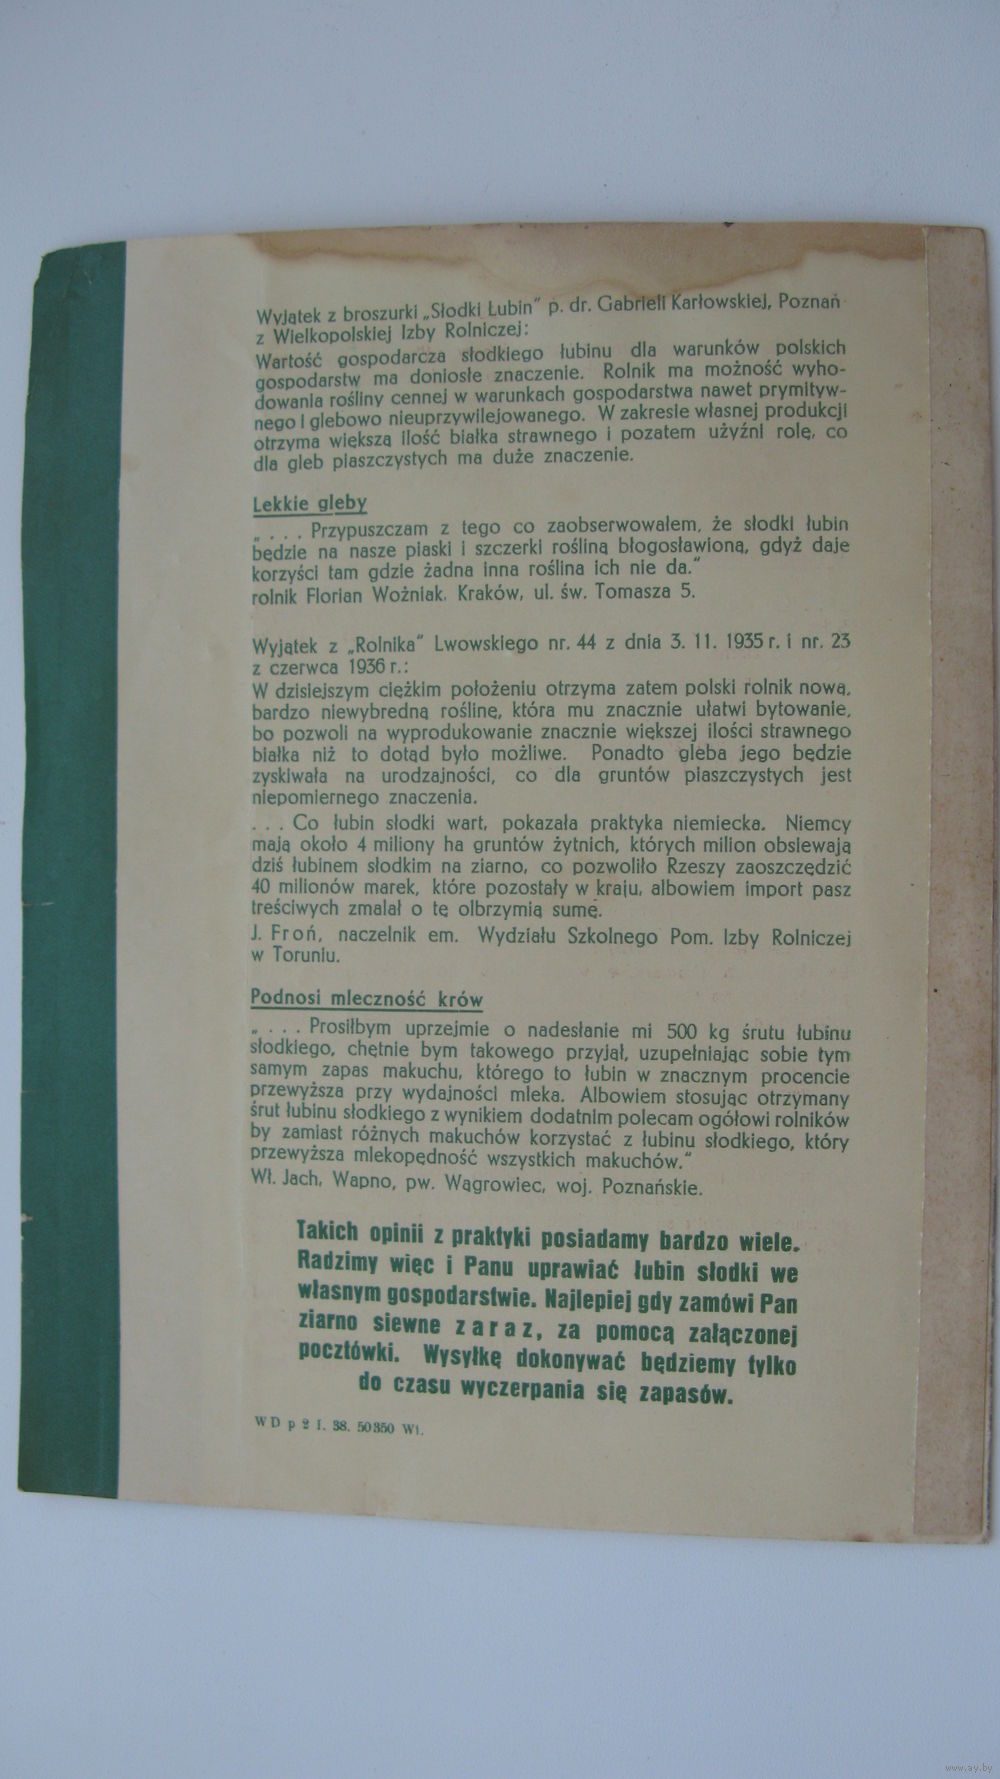 Wyjątek z broszurki „Słodki Łubin" p. dr. Gabrieli Karłowskiej, Poznań
z Wielkopolskiej Izby Rolniczej:
Wartość gospodarcza słodkiego łubinu dla warunków polskich
gospodarstw ma doniosłe znaczenie. Rolnik ma możność wyho-
dowania rośliny cennej w warunkach gospodarstwa nawet prymityw-
nego i glebowo nieuprzywilejowanego. W zakresie własnej produkcji
otrzyma większą ilość białka strawnego i pozatem użyźni rolę, co
dla gleb piaszczystych ma duże znaczenie.
Lekkie gleby
„ . . . Przypuszczam z tego co zaobserwowałem, że słodki łubin
będzie na nasze piaski i szczerki rośliną błogosławioną, gdyż daje
korzyści tam gdzie żadna inna roślina ich nie da."
rolnik Florian Woźniak, Kraków, ul. św. Tomasza 5.
Wyjątek z „Rolnika" Lwowskiego nr. 44 z dnia 3. 11. 1935 r. i nr. 23
z czerwca 1936 r.:
W dzisiejszym ciężkim położeniu otrzyma zatem polski rolnik nową,
bardzo niewybredną roślinę, która mu znacznie ułatwi bytowanie,
bo pozwoli na wyprodukowanie znacznie większej ilości strawnego
białka niż to dotąd było możliwe. Ponadto gleba jego będzie
zyskiwała na urodzajności, co dla gruntów piaszczystych jest
niepomiernego znaczenia.
. . . Co łubin słodki wart, pokazała praktyka niemiecka. Niemcy
mają około 4 miliony ha gruntów żytnich, których milion obsiewają
dziś łubinem słodkim na ziarno, co pozwoliło Rzeszy zaoszczędzić
40 milionów marek, które pozostały w kraju, albowiem import pasz
treściwych zmalał o tę olbrzymią sumę.
J. Froń, naczelnik em. Wydziału Szkolnego Pom. Izby Rolniczej
w Toruniu.
Podnosi mleczność krów
„ . . . Prosiłbym uprzejmie o nadesłanie mi 500 kg śrutu łubinu
słodkiego, chętnie bym takowego przyjął, uzupełniając sobie tym
samym zapas makuchu, którego to łubin w znacznym procencie
przewyższa przy wydajności mleka. Albowiem stosując otrzymany
śrut łubinu słodkiego z wynikiem dodatnim polecam ogółowi rolników
by zamiast różnych makuchów korzystać z łubinu słodkiego, który
przewyższa mlekopędność wszystkich makuchów."
Wł. Jach, Wapno, pw. Wągrowiec, woj. Poznańskie.
Takich opinii z praktyki posiadamy bardzo wiele.
Radzimy więc i Panu uprawiać łubin słodki we
własnym gospodarstwie. Najlepiej gdy zamówi Pan
ziarno siewne zaraz, za pomocą załączonej
pocztówki. Wysyłkę dokonywać będziemy tylko
do czasu wyczerpania się zapasów.
WD p 2 I. 38. 50350 Wł.
www.ay.by